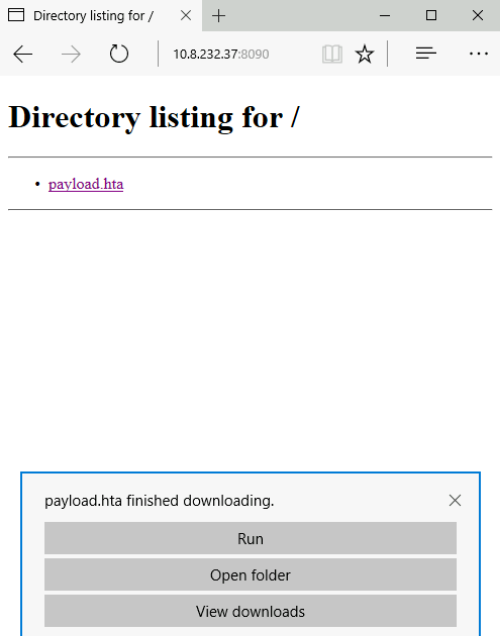 Directory listing for /
10.8.232.37:8090
Directory listing for /
• payload.hta
payload.hta finished downloading.
Run
Open folder
View downloads